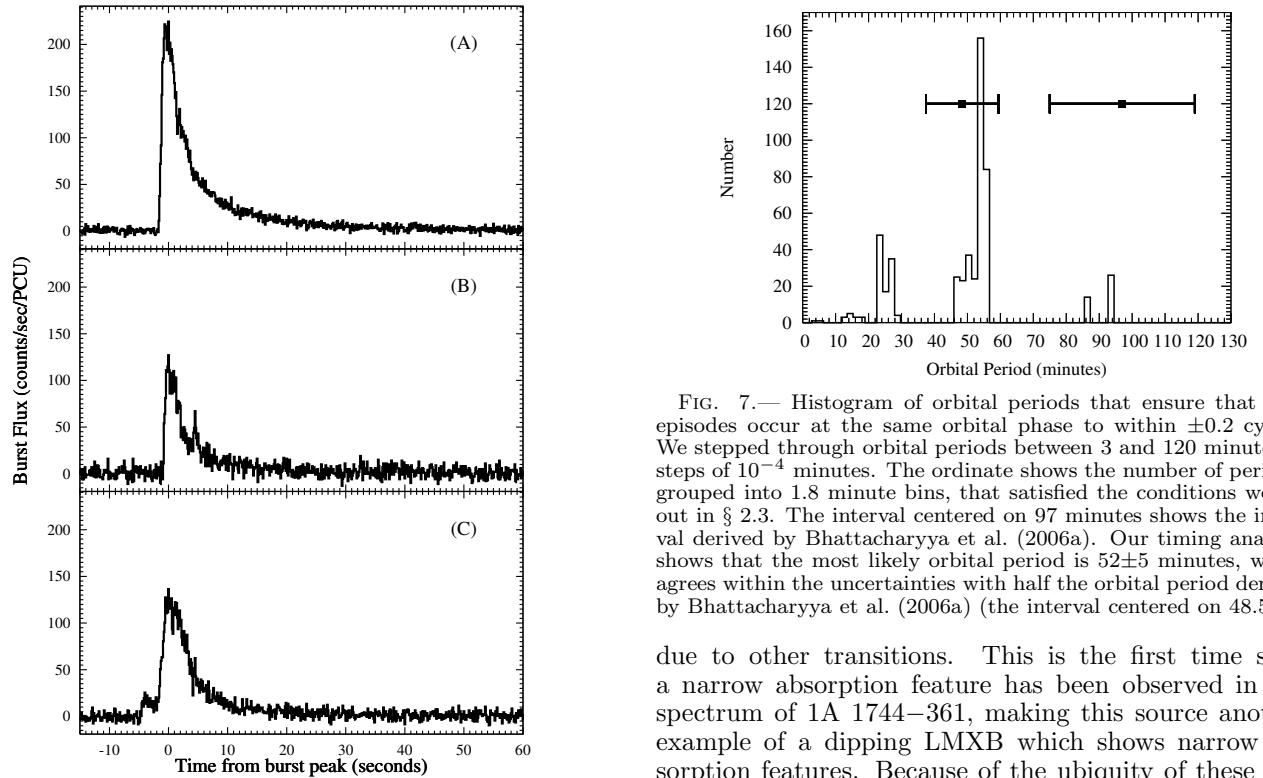 200
150
100
50
0
(A)
200
150
100
50
0
(B)
200
150
100
50
0
(C)
Burst Flux (counts/sec/PCU)
-10 0 10 20 30 40 50 60
Time from burst peak (seconds)
160
140
120
100
80
60
40
20
0
Number
0 10 20 30 40 50 60 70 80 90 100 110 120 130
Orbital Period (minutes)
FIG. 7.— Histogram of orbital periods that ensure that
episodes occur at the same orbital phase to within ±0.2 cy
We stepped through orbital periods between 3 and 120 minut
steps of 10−4 minutes. The ordinate shows the number of peri
grouped into 1.8 minute bins, that satisfied the conditions we
out in § 2.3. The interval centered on 97 minutes shows the in
val derived by Bhattacharyya et al. (2006a). Our timing ana
shows that the most likely orbital period is 52±5 minutes, w
agrees within the uncertainties with half the orbital period der
by Bhattacharyya et al. (2006a) (the interval centered on 48.5
due to other transitions. This is the first time s
a narrow absorption feature has been observed in
spectrum of 1A 1744−361, making this source anot
example of a dipping LMXB which shows narrow
sorption features. Because of the ubiquity of these